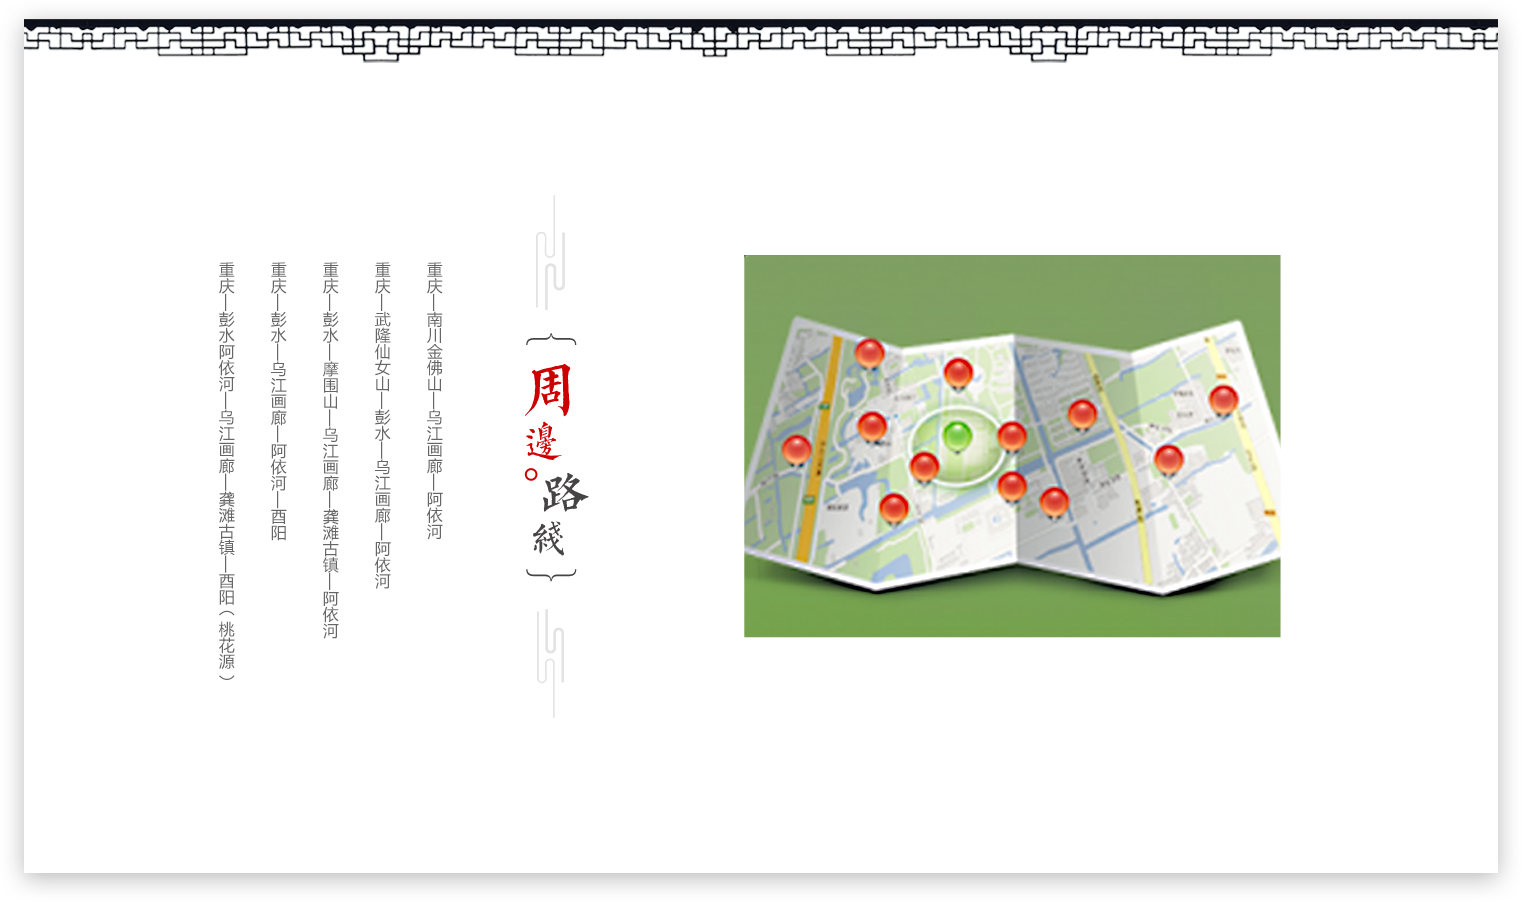 周邊
路綫
重庆—南川金佛山—乌江画廊—阿依河
重庆—武隆仙女山—彭水—乌江画廊—阿依河
重庆—彭水—摩围山—乌江画廊—龚滩古镇—阿依河
重庆—彭水—乌江画廊—阿依河—酉阳
重庆—彭水阿依河—乌江画廊—龚滩古镇—酉阳（桃花源）